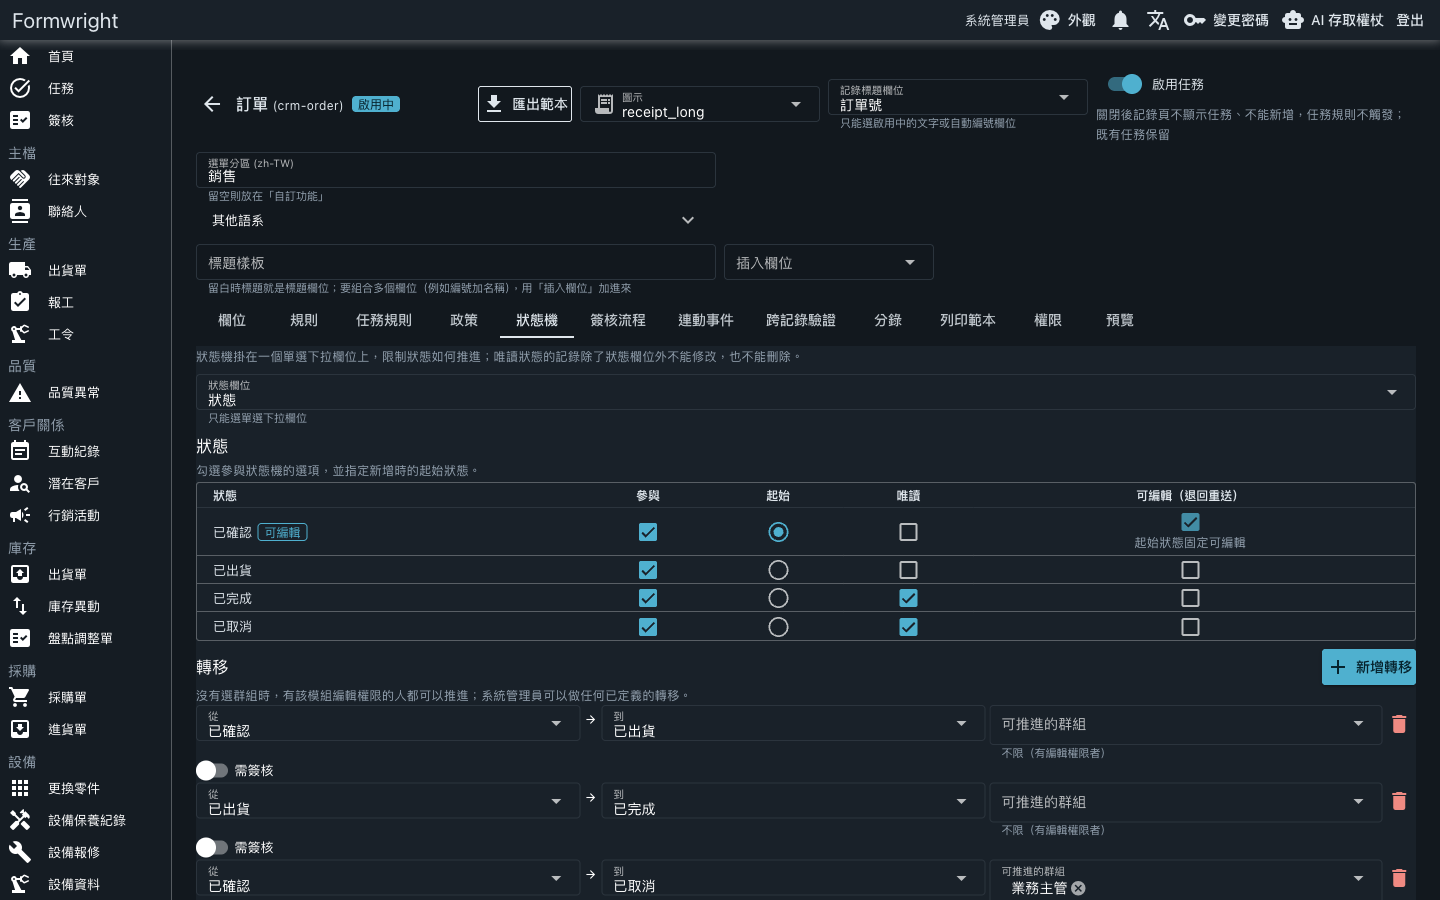 Formwright
系統管理員 外觀 變更密碼 AI 存取權杖 登出
首頁
任務
簽核
主檔
往來對象
聯絡人
生產
出貨單
報工
工令
品質
品質異常
客戶關係
互動紀錄
潛在客戶
行銷活動
庫存
出貨單
庫存異動
盤點調整單
採購
採購單
進貨單
設備
更換零件
設備保養紀錄
設備報修
設備資料
訂單 (crm-order) 啟用中
匯出範本
圖示
receipt_long
記錄標題欄位
訂單號
只能選啟用中的文字或自動編號欄位
啟用任務
關閉後記錄頁不顯示任務、不能新增，任務規則不觸發；
既有任務保留
選單分區 (zh-TW)
銷售
留空則放在「自訂功能」
其他語系
標題樣板
插入欄位
留白時標題就是標題欄位；要組合多個欄位（例如編號加名稱），用「插入欄位」加進來
欄位 規則 任務規則 政策 狀態機 簽核流程 連動事件 跨記錄驗證 分錄 列印範本 權限 預覽
狀態機掛在一個單選下拉欄位上，限制狀態如何推進；唯讀狀態的記錄除了狀態欄位外不能修改，也不能刪除。
狀態欄位
狀態
只能選單選下拉欄位
狀態
勾選參與狀態機的選項，並指定新增時的起始狀態。
狀態 參與 起始 唯讀 可編輯（退回重送）
已確認 可編輯
起始狀態固定可編輯
已出貨
已完成
已取消
轉移
新增轉移
沒有選群組時，有該模組編輯權限的人都可以推進；系統管理員可以做任何已定義的轉移。
從
已確認
→
到
已出貨
可推進的群組
不限（有編輯權限者）
需簽核
從
已出貨
→
到
已完成
可推進的群組
不限（有編輯權限者）
需簽核
從
已確認
→
到
已取消
可推進的群組
業務主管